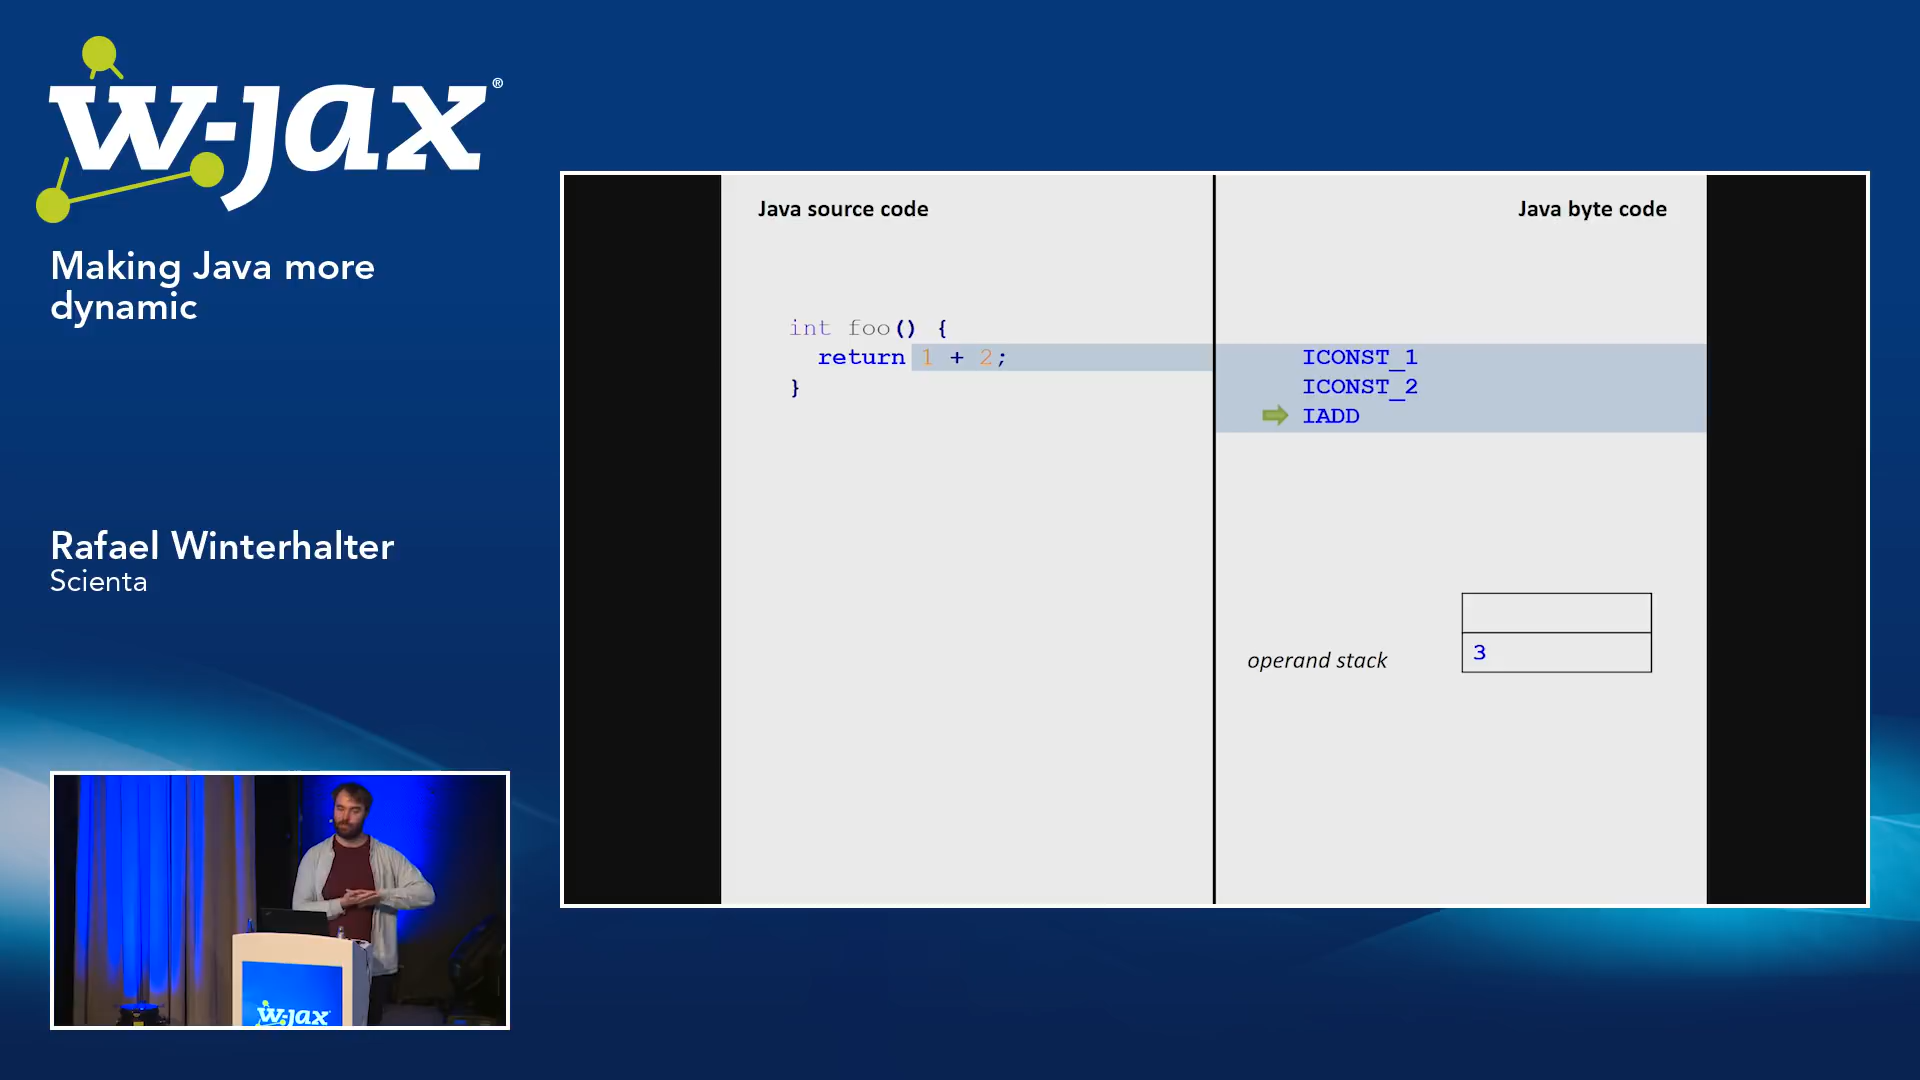 w-jax®
Making Java more
dynamic
Rafael Winterhalter
Scienta
Java source code
int foo() {
return 1 + 2;
}
Java byte code
ICONST_1
ICONST_2
IADD
operand stack
3
w-jax